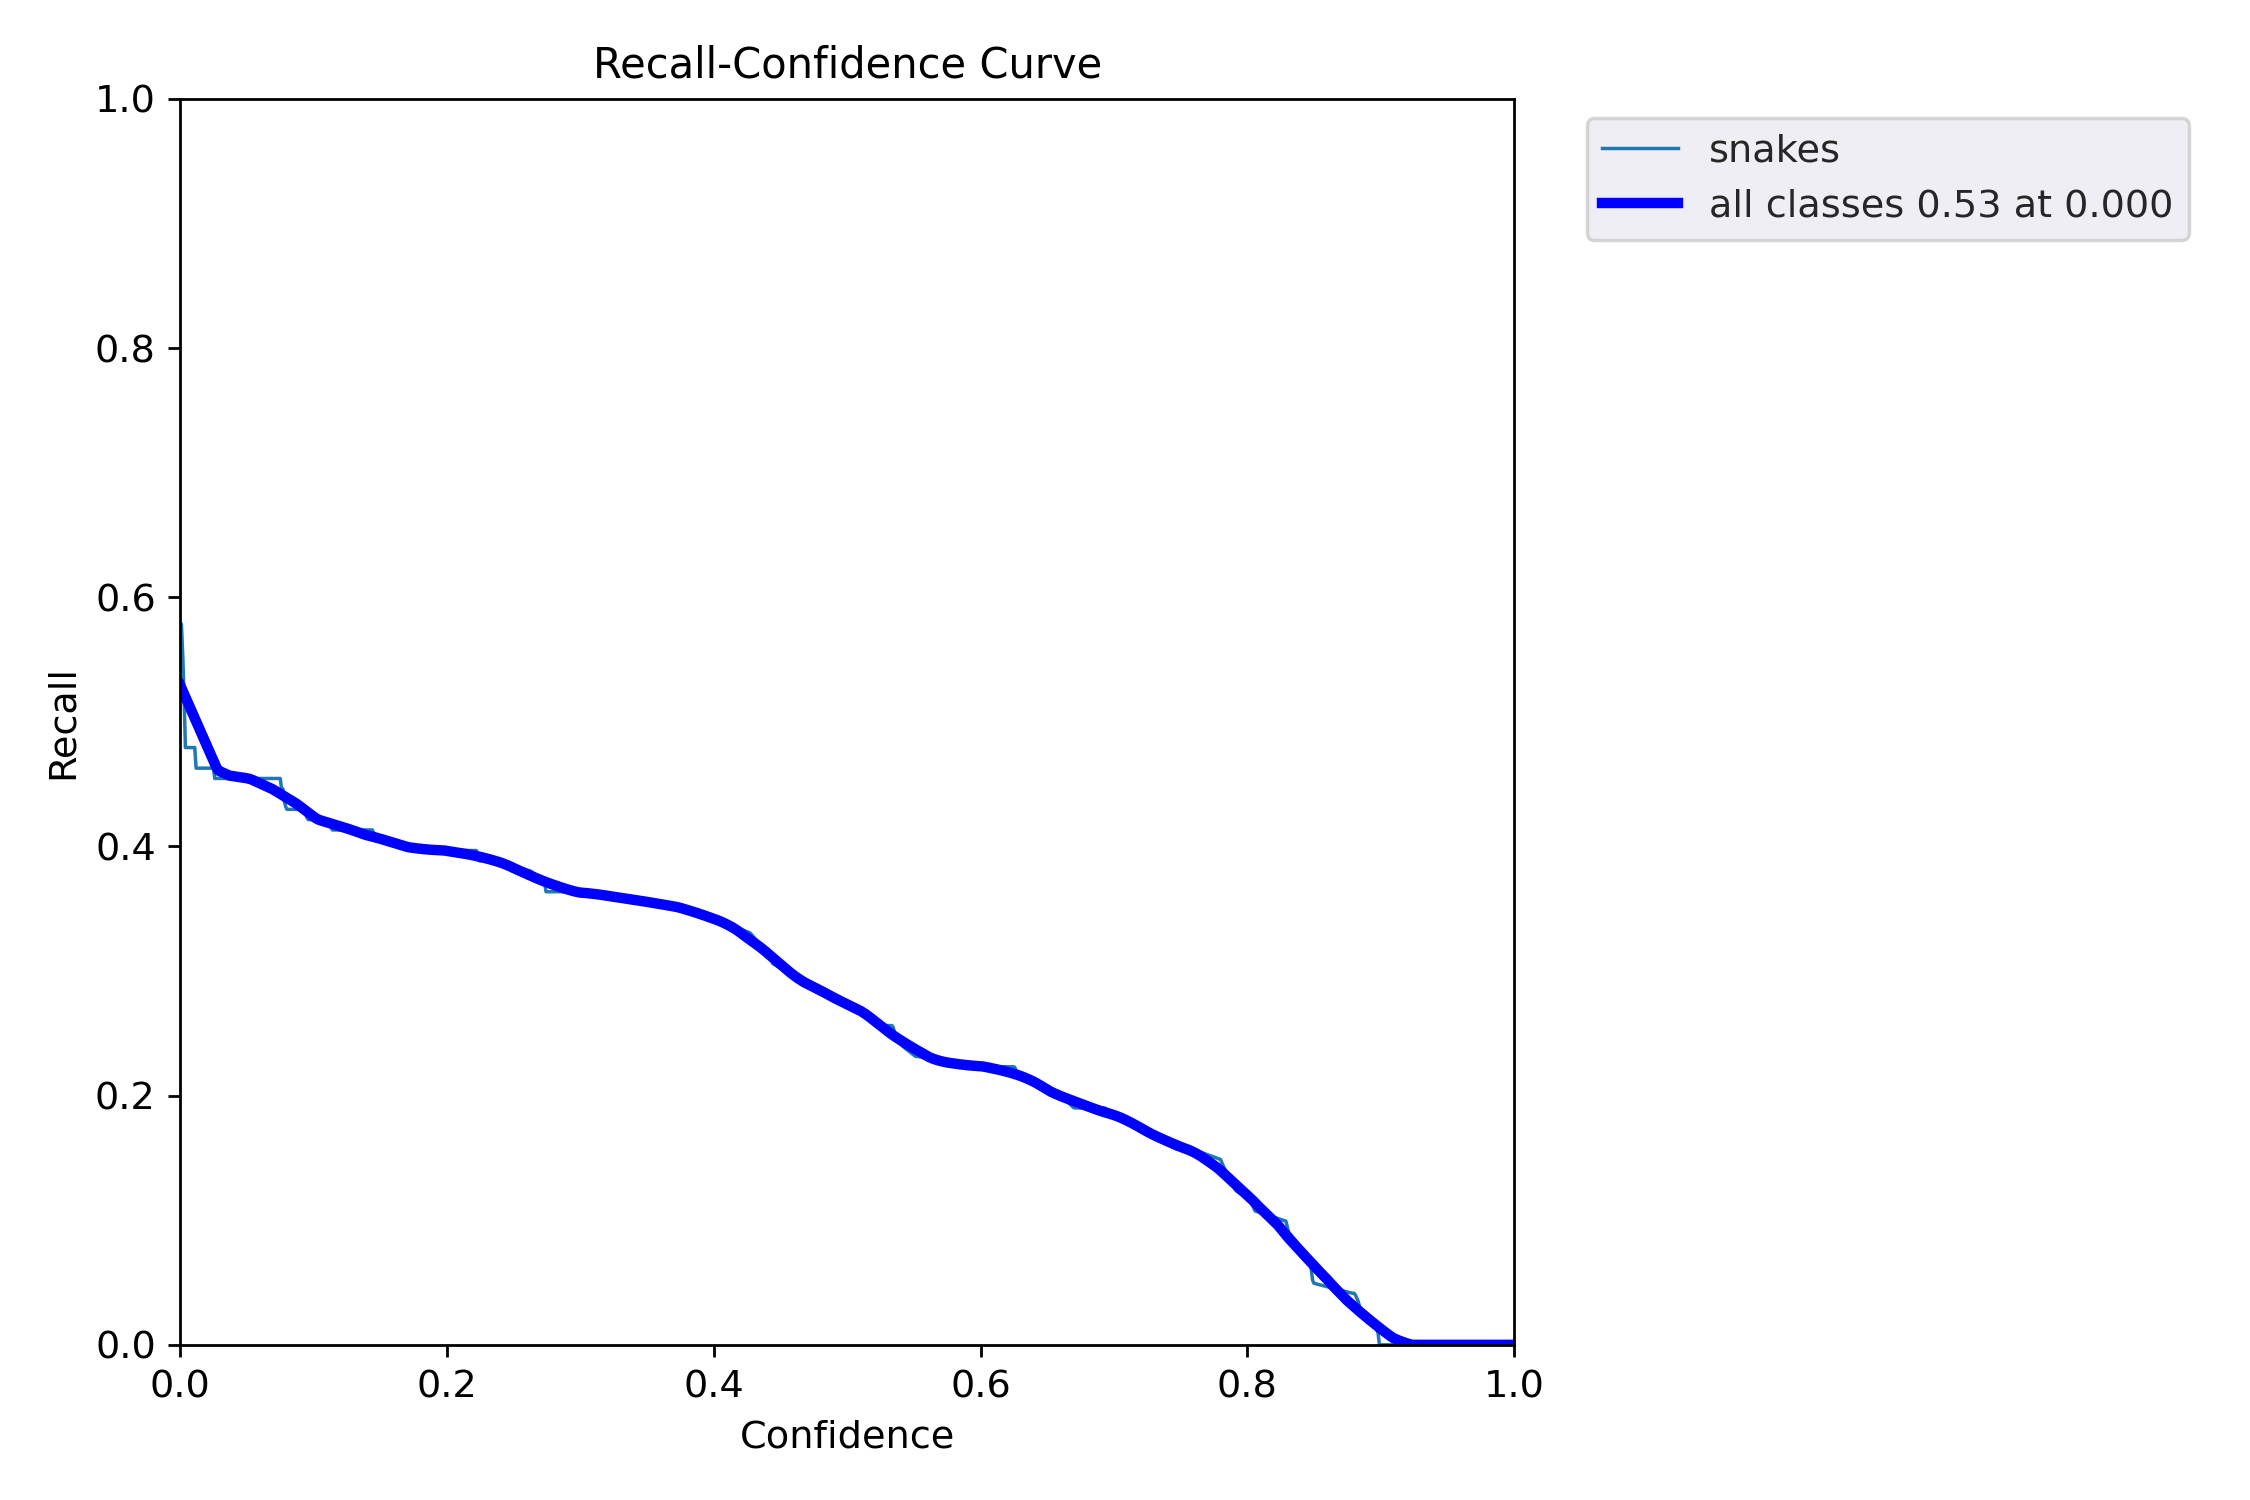 Recall-Confidence Curve
1.0
0.8
0.6
0.4
0.2
0.0
Recall
0.0 0.2 0.4 0.6 0.8 1.0
Confidence
snakes
all classes 0.53 at 0.000